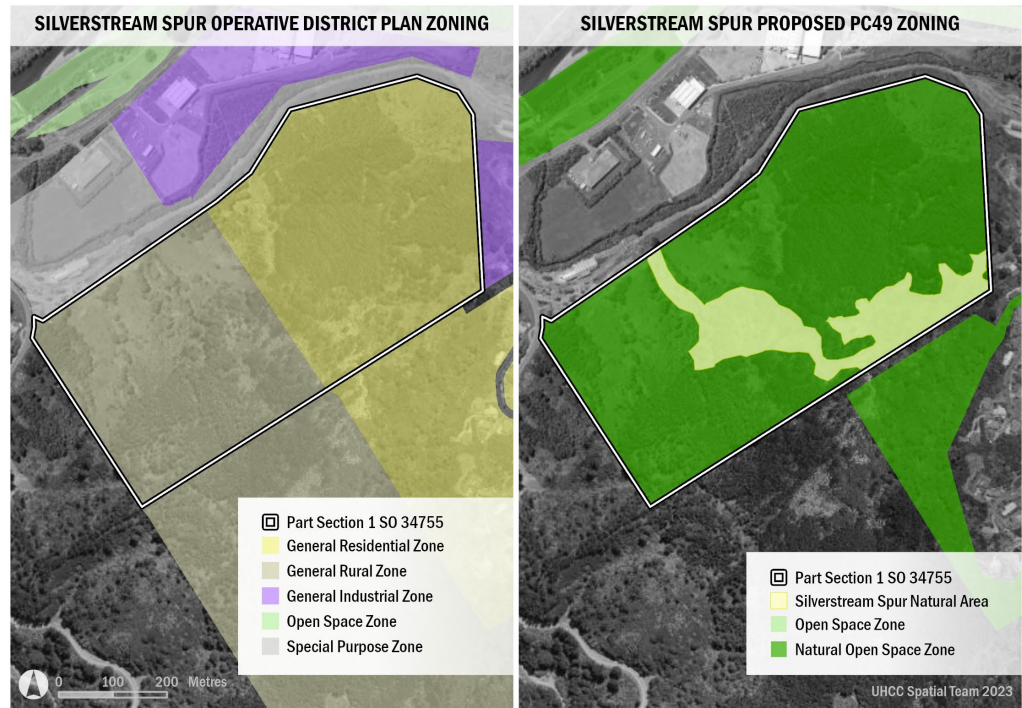 SILVERSTREAM SPUR OPERATIVE DISTRICT PLAN ZONING
Part Section 1 SO 34755
General Residential Zone
General Rural Zone
General Industrial Zone
Open Space Zone
Special Purpose Zone
0 100 200 Metres
SILVERSTREAM SPUR PROPOSED PC49 ZONING
Part Section 1 SO 34755
Silverstream Spur Natural Area
Open Space Zone
Natural Open Space Zone
UHCC Spatial Team 2023